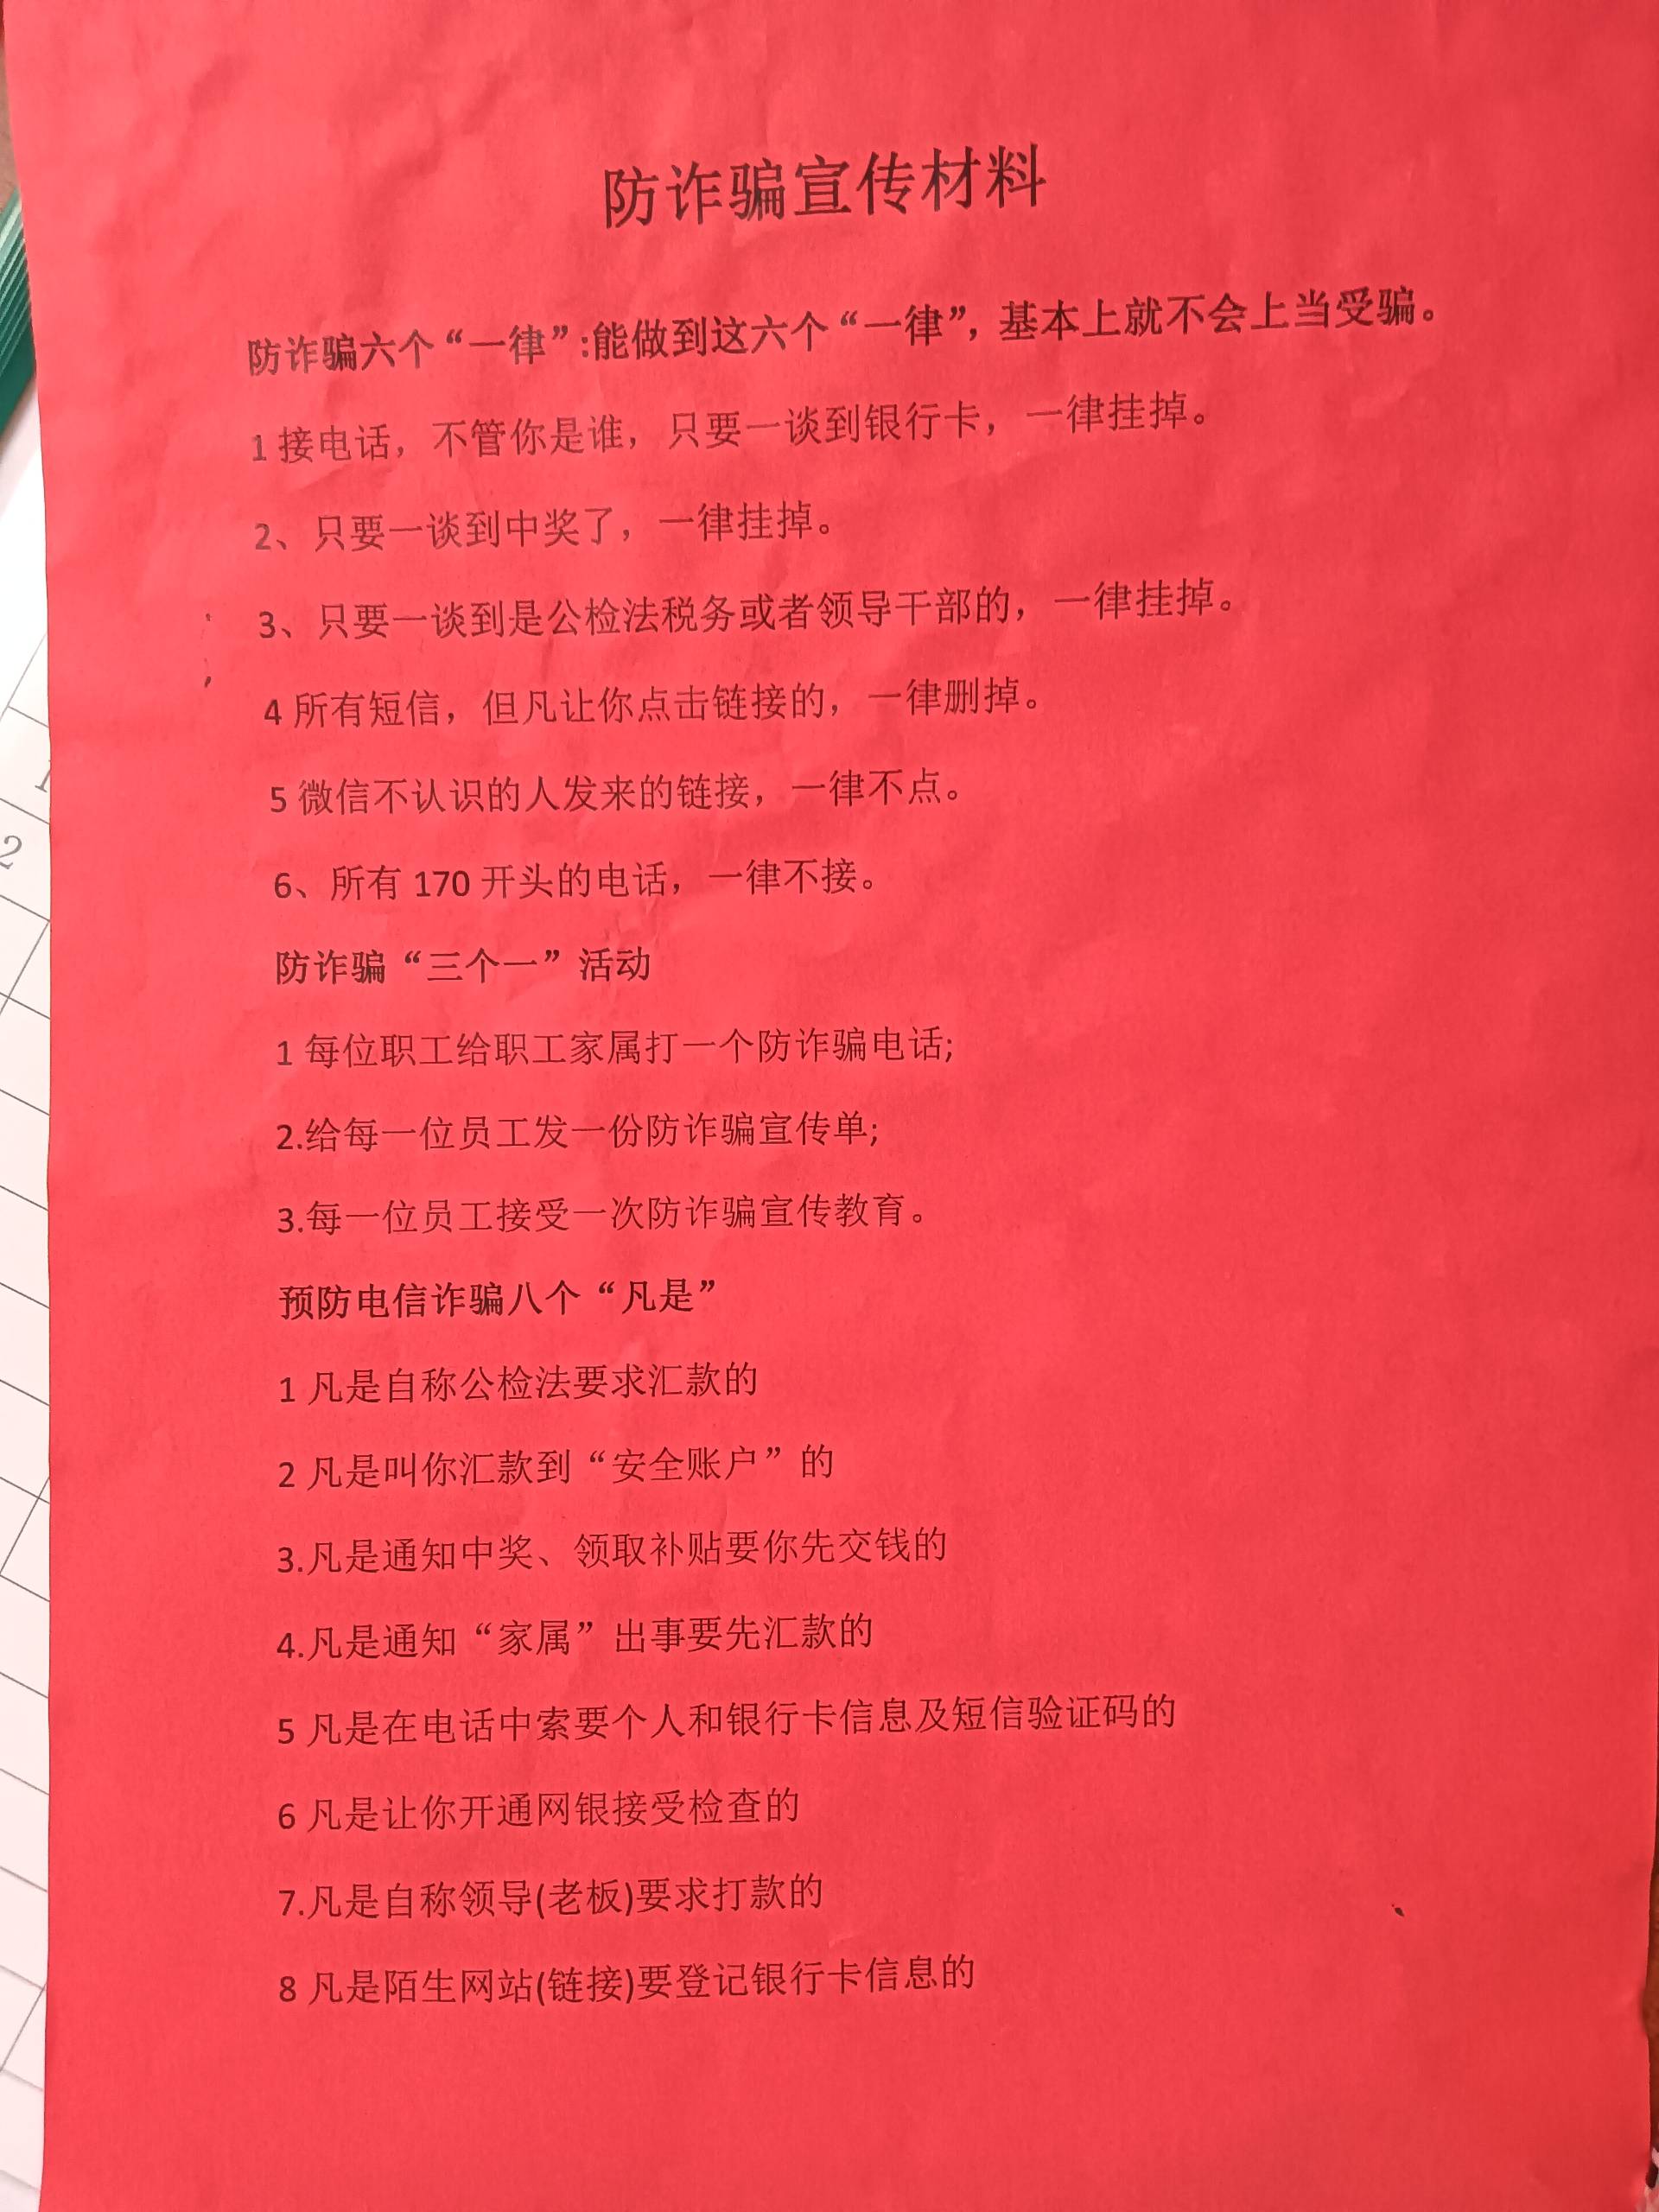 防诈骗宣传材料
防诈骗六个“一律”:能做到这六个“一律”，基本上就不会上当受骗。
1 接电话，不管你是谁，只要一谈到银行卡，一律挂掉。
2、只要一谈到中奖了，一律挂掉。
3、只要一谈到是公检法税务或者领导干部的，一律挂掉。
4 所有短信，但凡让你点击链接的，一律删掉。
5 微信不认识的人发来的链接，一律不点。
6、所有 170 开头的电话，一律不接。
防诈骗“三个一”活动
1 每位职工给职工家属打一个防诈骗电话;
2.给每一位员工发一份防诈骗宣传单;
3.每一位员工接受一次防诈骗宣传教育。
预防电信诈骗八个“凡是”
1 凡是自称公检法要求汇款的
2 凡是叫你汇款到“安全账户”的
3.凡是通知中奖、领取补贴要你先交钱的
4.凡是通知“家属”出事要先汇款的
5 凡是在电话中索要个人和银行卡信息及短信验证码的
6 凡是让你开通网银接受检查的
7.凡是自称领导(老板)要求打款的
8 凡是陌生网站(链接)要登记银行卡信息的
2